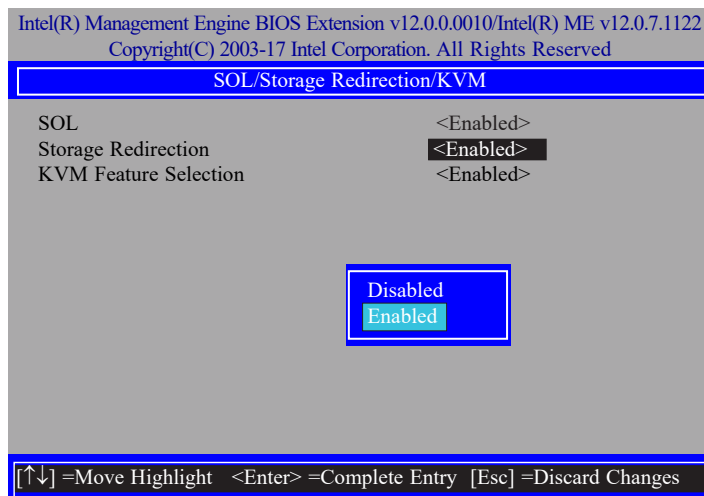 Intel(R) Management Engine BIOS Extension v12.0.0.0010/Intel(R) ME v12.0.7.1122
Copyright(C) 2003-17 Intel Corporation. All Rights Reserved
SOL/Storage Redirection/KVM
SOL <Enabled>
Storage Redirection <Enabled>
KVM Feature Selection <Enabled>
Disabled
Enabled
[↑↓] =Move Highlight <Enter> =Complete Entry [Esc] =Discard Changes